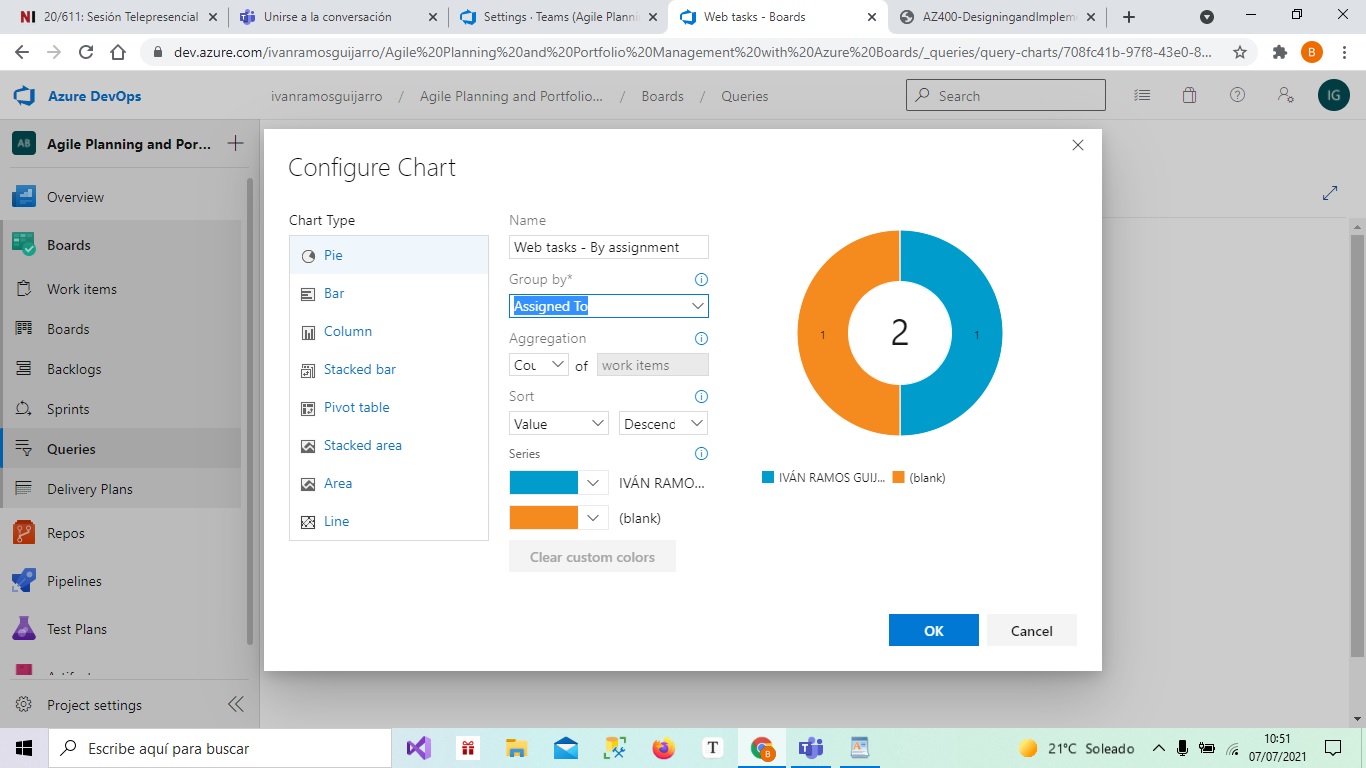 20/611: Sesión Telepresencial
Unirse a la conversación
Settings · Teams (Agile Plann
Web tasks - Boards
AZ400-DesigningandImplem
dev.azure.com/ivanramosguijarro/Agile%20Planning%20and%20Portfolio%20Management%20with%20Azure%20Boards/_queries/query-charts/708fc41b-97f8-43e0-8...
B
Azure DevOps
ivanramosguijarro / Agile Planning and Portfolio... / Boards / Queries
Search
IG
AB
Agile Planning and Por...
Overview
Boards
Work items
Boards
Backlogs
Sprints
Queries
Delivery Plans
Repos
Pipelines
Test Plans
Project settings
Configure Chart
Chart Type
Pie
Bar
Column
Stacked bar
Pivot table
Stacked area
Area
Line
Name
Web tasks - By assignment
Group by*
Assigned To
Aggregation
Cou of work items
Sort
Value Descend
Series
IVÁN RAMO...
(blank)
Clear custom colors
1 2 1
IVÁN RAMOS GUIJ... (blank)
OK Cancel
Escribe aquí para buscar
T
B
21°C Soleado
10:51
07/07/2021